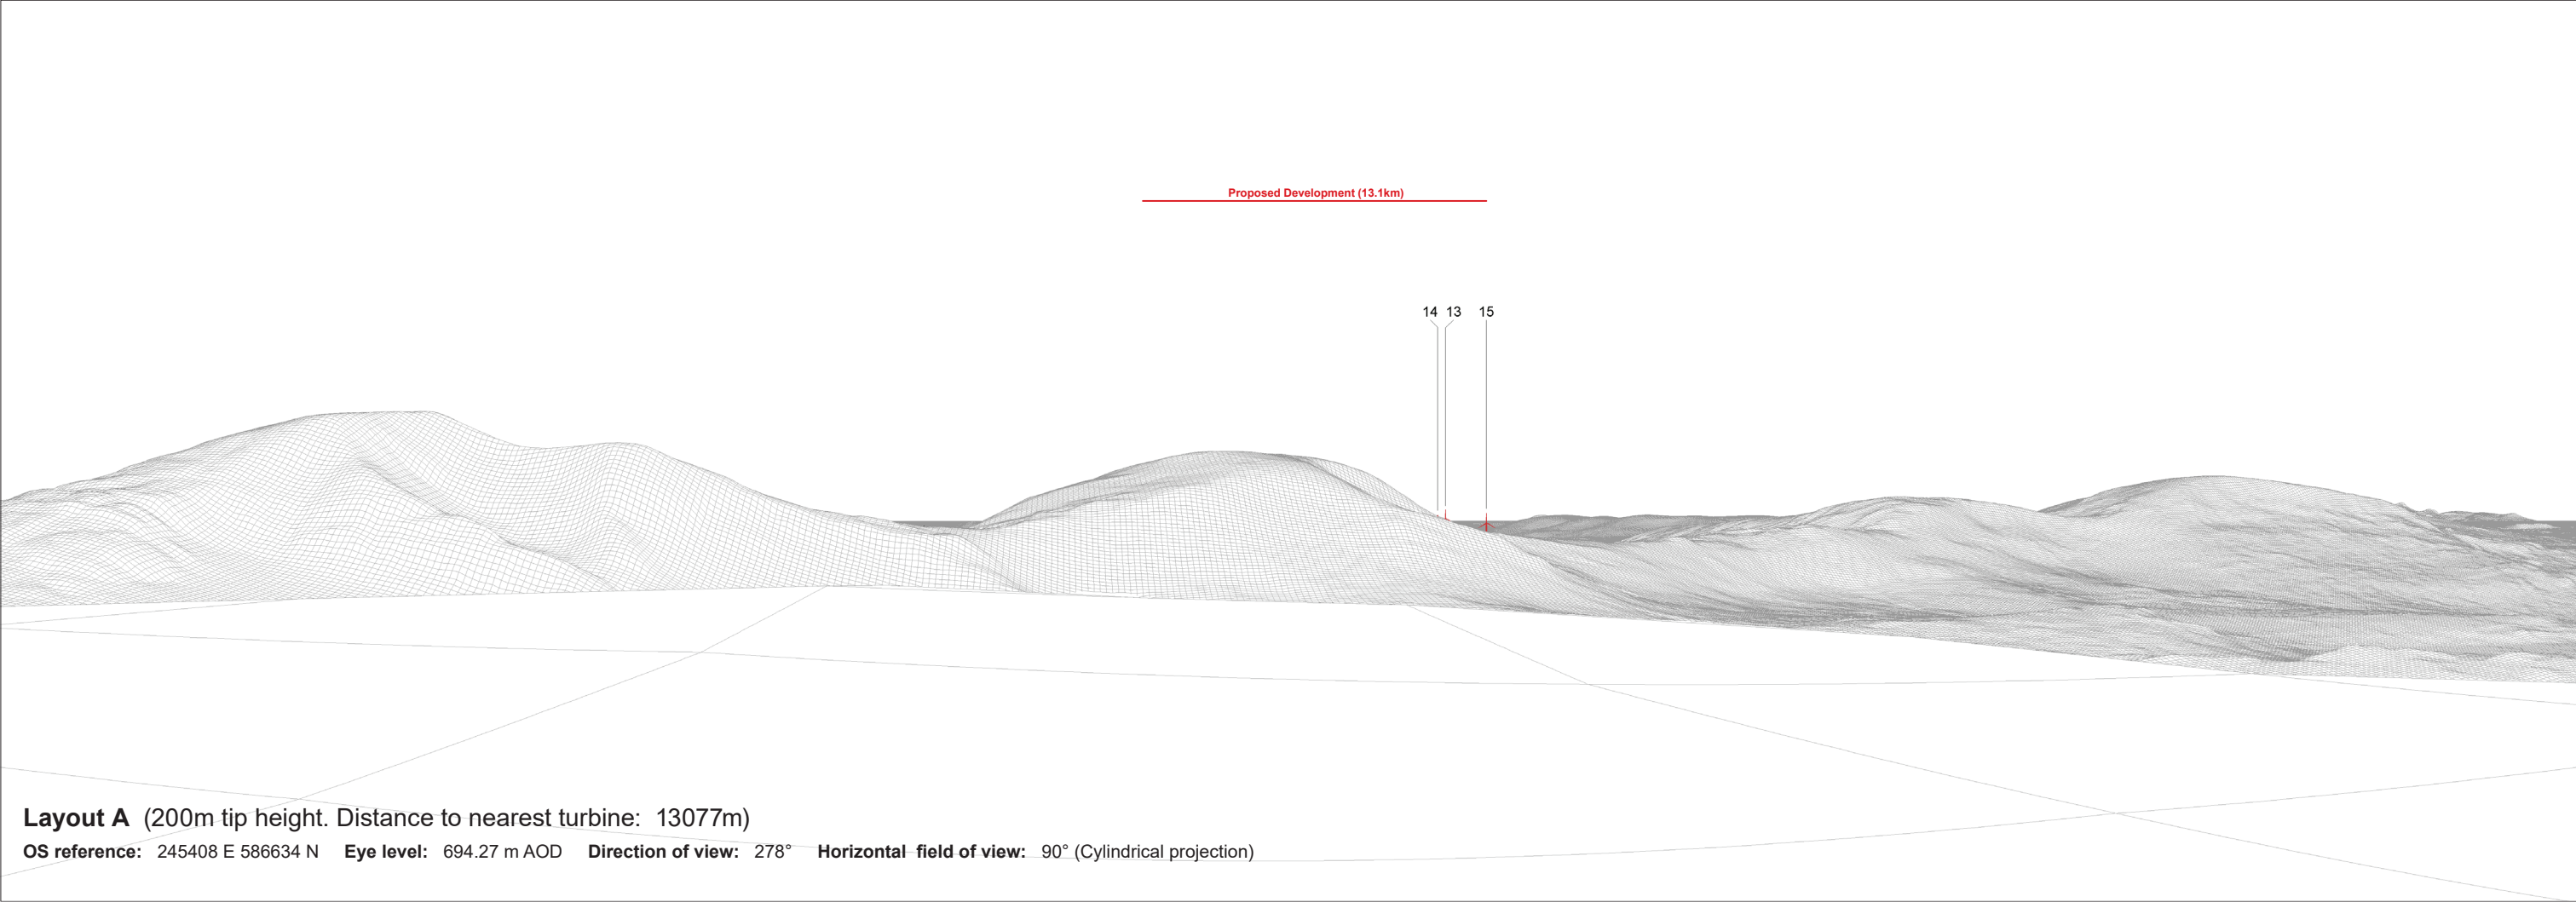 Proposed Development (13.1km)
14 13 15
Layout A (200m tip height. Distance to nearest turbine: 13077m)
OS reference: 245408 E 586634 N Eye level: 694.27 m AOD Direction of view: 278° Horizontal field of view: 90° (Cylindrical projection)